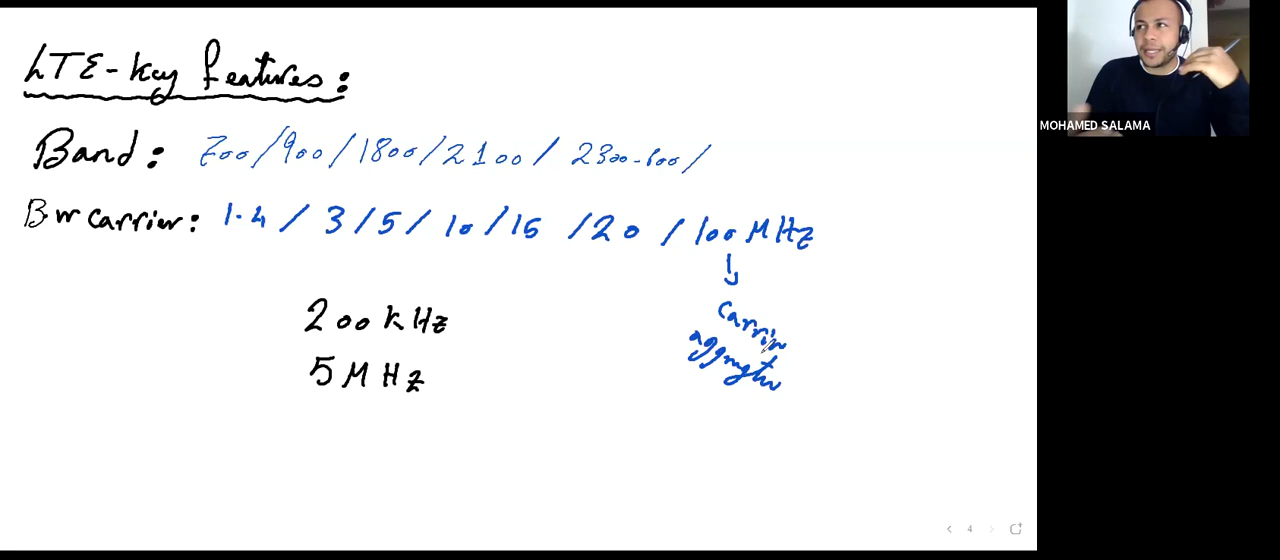 LTE-key features:
Band: 700/900/1800/2100/ 2300-600/
Bw carrier: 1.4 / 3 /5/ 10/15 /20 / 100 MHz
200 kHz
5 MHz
Carrier
aggregation
MOHAMED SALAMA
4